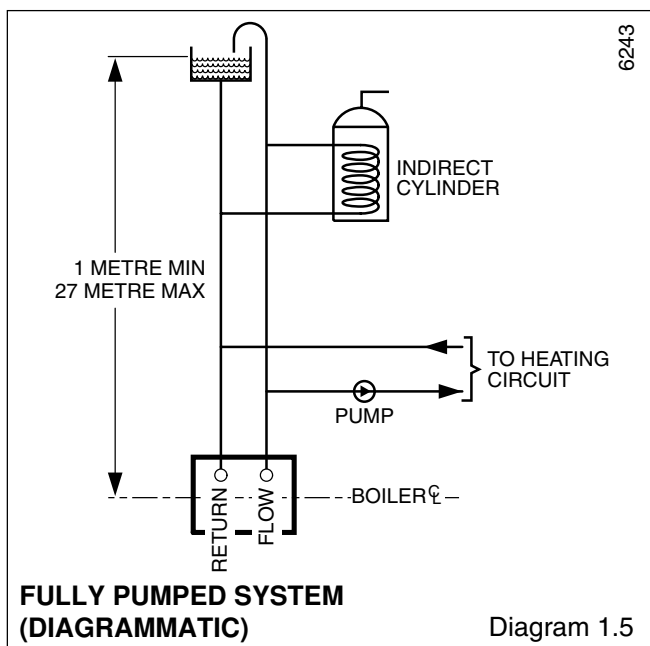 6243
INDIRECT
CYLINDER
1 METRE MIN
27 METRE MAX
TO HEATING
CIRCUIT
PUMP
BOILER ℄
RETURN
FLOW
FULLY PUMPED SYSTEM
(DIAGRAMMATIC)
Diagram 1.5